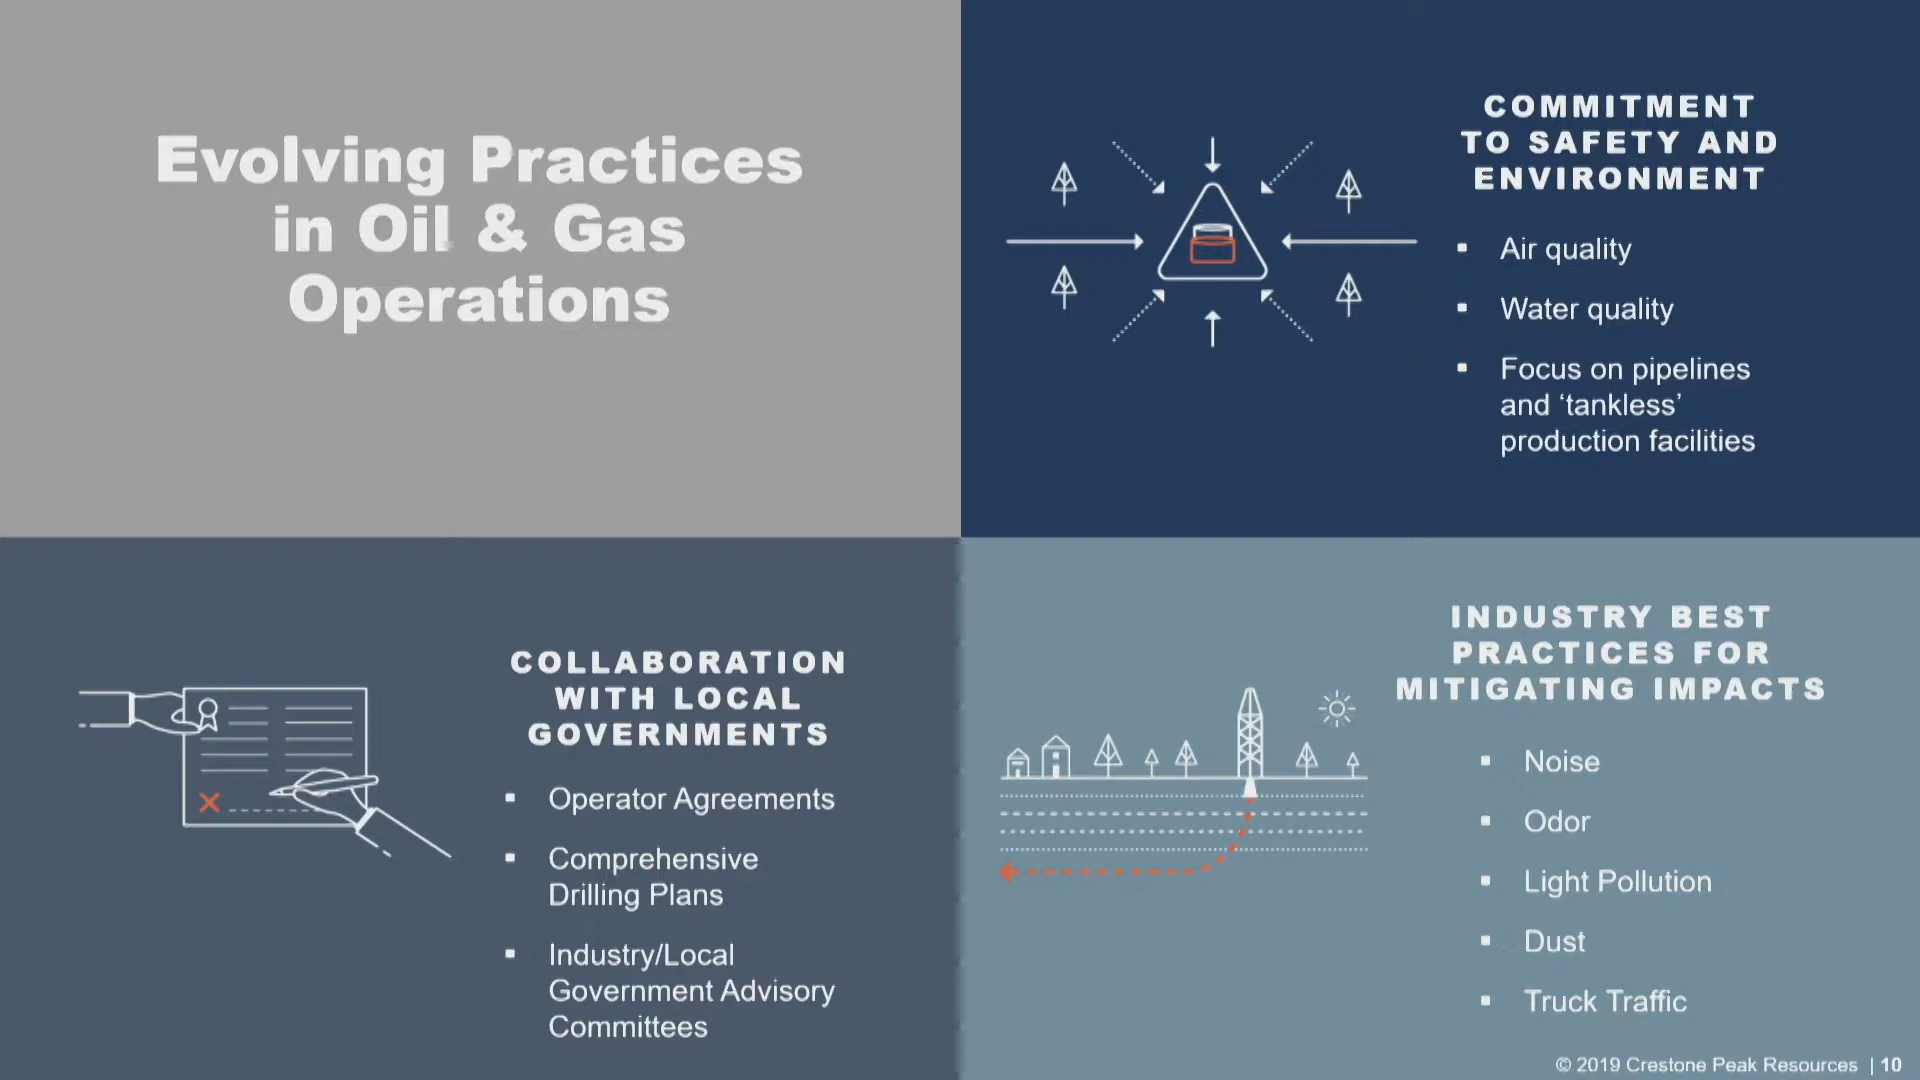 Evolving Practices
in Oil & Gas
Operations
COMMITMENT
TO SAFETY AND
ENVIRONMENT
▪ Air quality
▪ Water quality
▪ Focus on pipelines
and ‘tankless’
production facilities
COLLABORATION
WITH LOCAL
GOVERNMENTS
▪ Operator Agreements
▪ Comprehensive
Drilling Plans
▪ Industry/Local
Government Advisory
Committees
INDUSTRY BEST
PRACTICES FOR
MITIGATING IMPACTS
▪ Noise
▪ Odor
▪ Light Pollution
▪ Dust
▪ Truck Traffic
© 2019 Crestone Peak Resources | 10